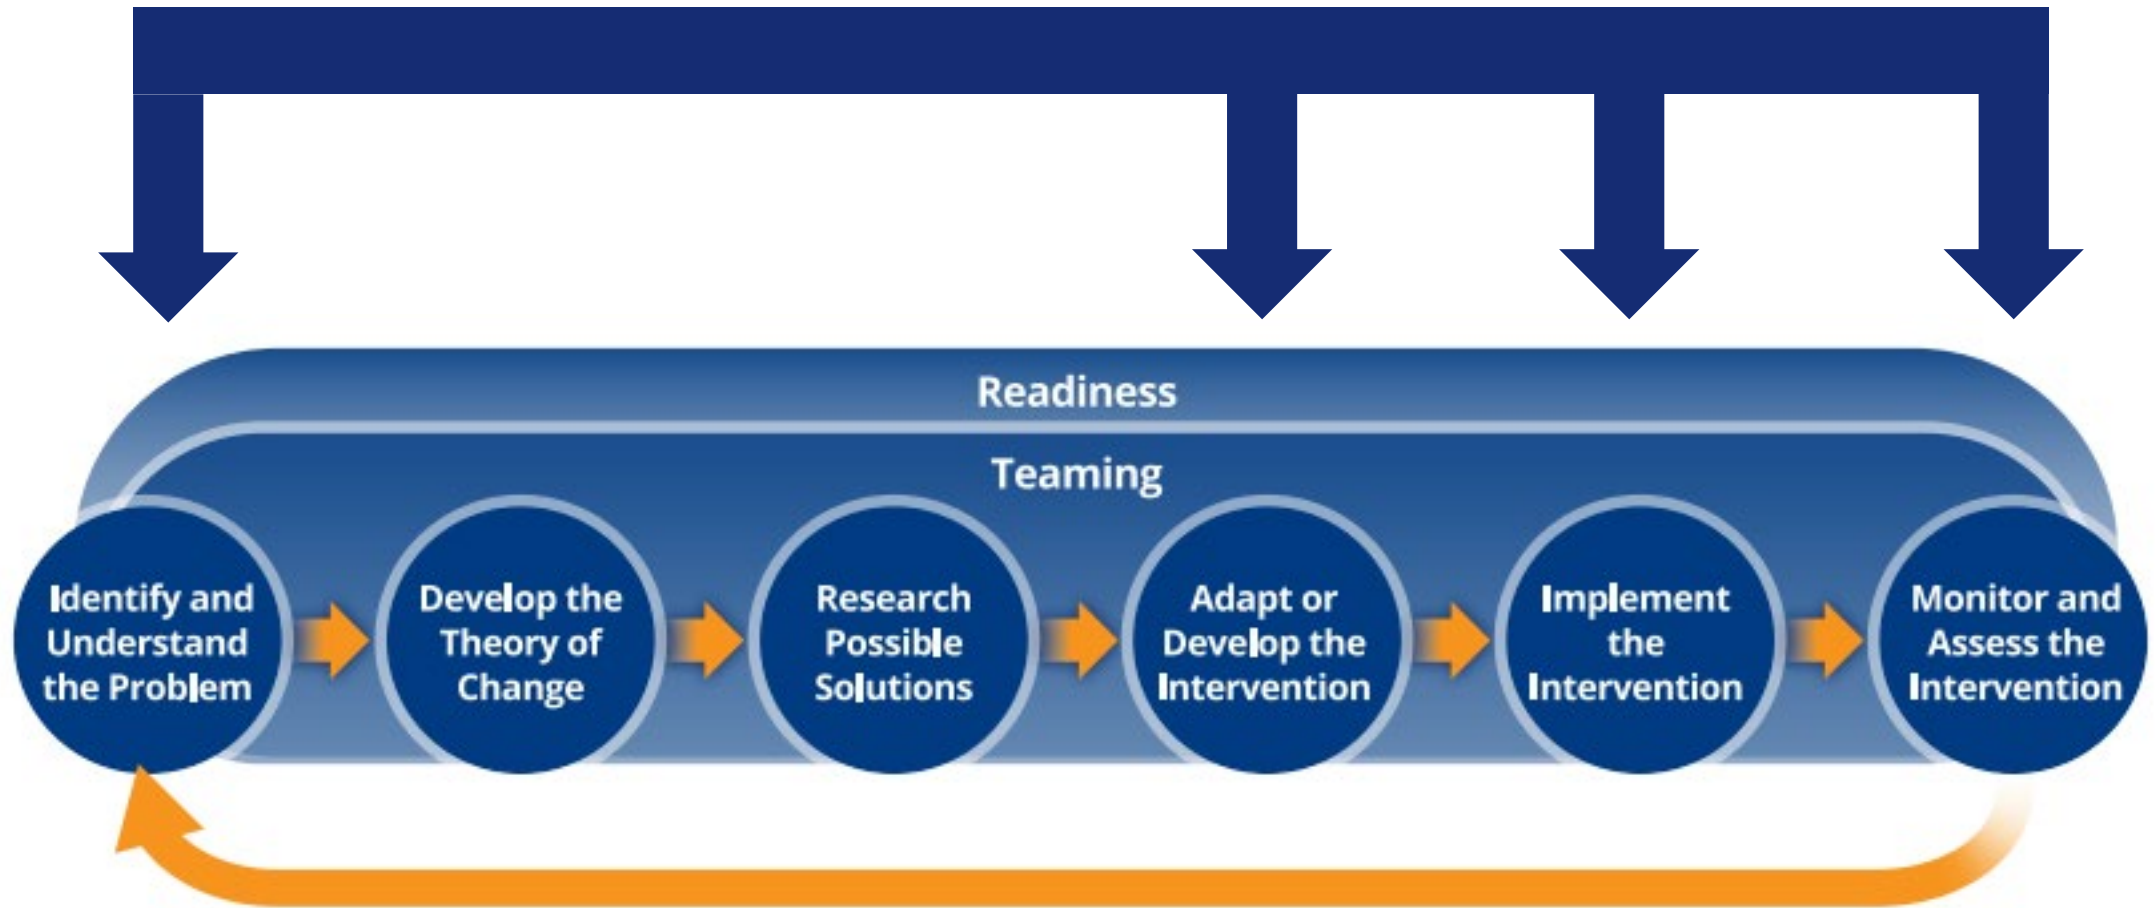 Readiness
Teaming
Identify and
Understand
the Problem
Develop the
Theory of
Change
Research
Possible
Solutions
Adapt or
Develop the
Intervention
Implement
the
Intervention
Monitor and
Assess the
Intervention